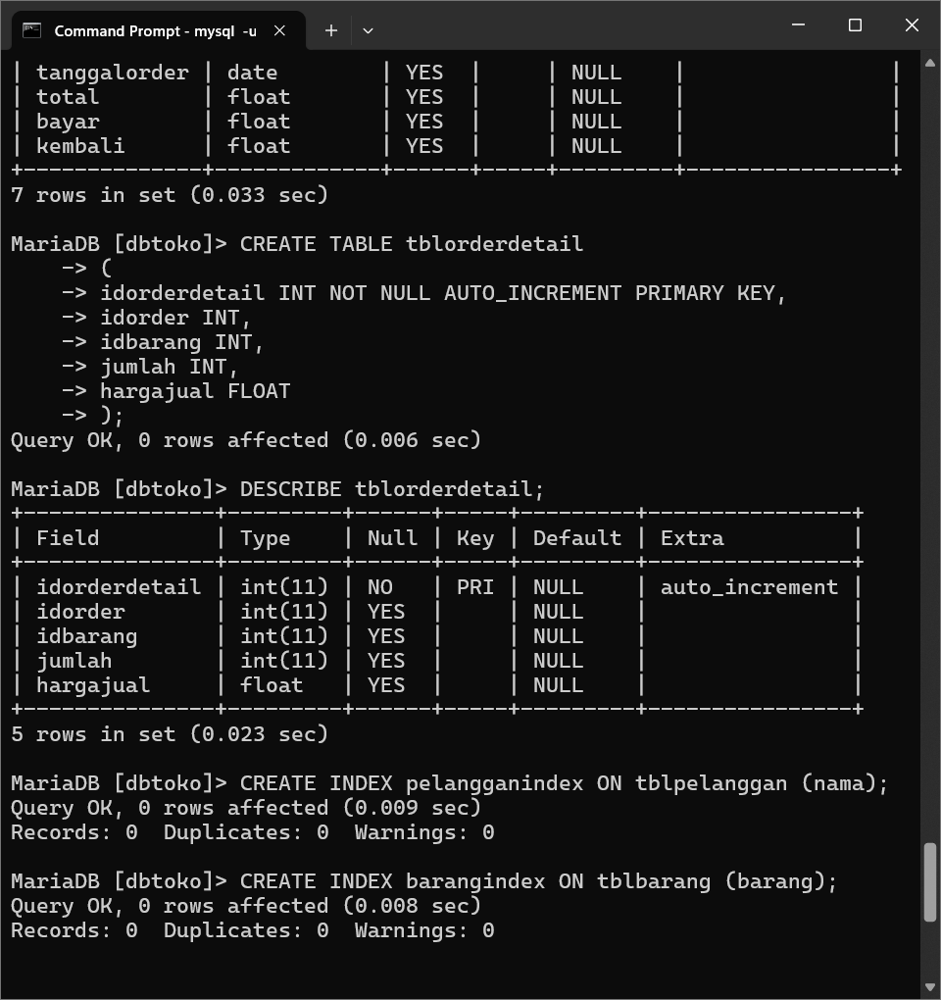 Command Prompt - mysql -u
| tanggalorder | date        | YES  |     | NULL    |                |
| total        | float       | YES  |     | NULL    |                |
| bayar        | float       | YES  |     | NULL    |                |
| kembali      | float       | YES  |     | NULL    |                |
+--------------+-------------+------+-----+---------+----------------+
7 rows in set (0.033 sec)
MariaDB [dbtoko]> CREATE TABLE tblorderdetail
    -> (
    -> idorderdetail INT NOT NULL AUTO_INCREMENT PRIMARY KEY,
    -> idorder INT,
    -> idbarang INT,
    -> jumlah INT,
    -> hargajual FLOAT
    -> );
Query OK, 0 rows affected (0.006 sec)
MariaDB [dbtoko]> DESCRIBE tblorderdetail;
+---------------+---------+------+-----+---------+----------------+
| Field         | Type    | Null | Key | Default | Extra          |
+---------------+---------+------+-----+---------+----------------+
| idorderdetail | int(11) | NO   | PRI | NULL    | auto_increment |
| idorder       | int(11) | YES  |     | NULL    |                |
| idbarang      | int(11) | YES  |     | NULL    |                |
| jumlah        | int(11) | YES  |     | NULL    |                |
| hargajual     | float   | YES  |     | NULL    |                |
+---------------+---------+------+-----+---------+----------------+
5 rows in set (0.023 sec)
MariaDB [dbtoko]> CREATE INDEX pelangganindex ON tblpelanggan (nama);
Query OK, 0 rows affected (0.009 sec)
Records: 0  Duplicates: 0  Warnings: 0
MariaDB [dbtoko]> CREATE INDEX barangindex ON tblbarang (barang);
Query OK, 0 rows affected (0.008 sec)
Records: 0  Duplicates: 0  Warnings: 0